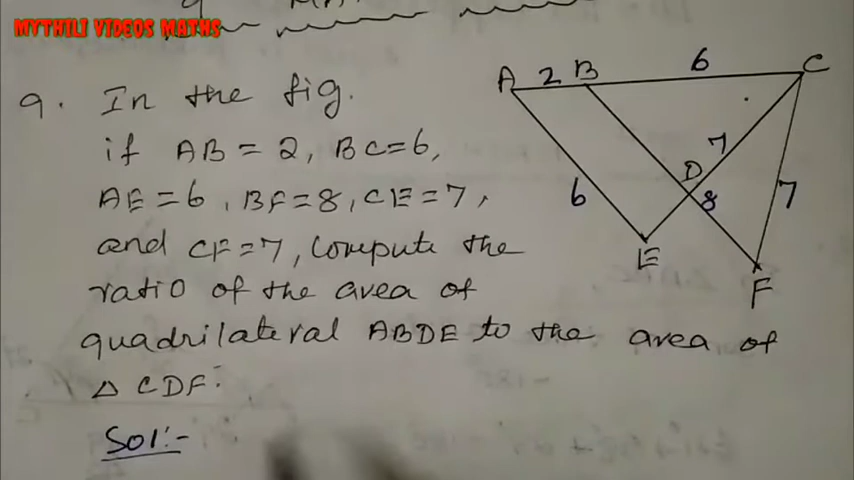 MYTHILI VIDEOS MATHS
9. In the fig.
if AB = 2, BC=6,
AE=6, BF=8, CE=7,
and CF=7, compute the
ratio of the area of
quadrilateral ABDE to the area of
△ CDF:
Sol:-
A 2 B 6 C
7
D
6 8 7
E
F